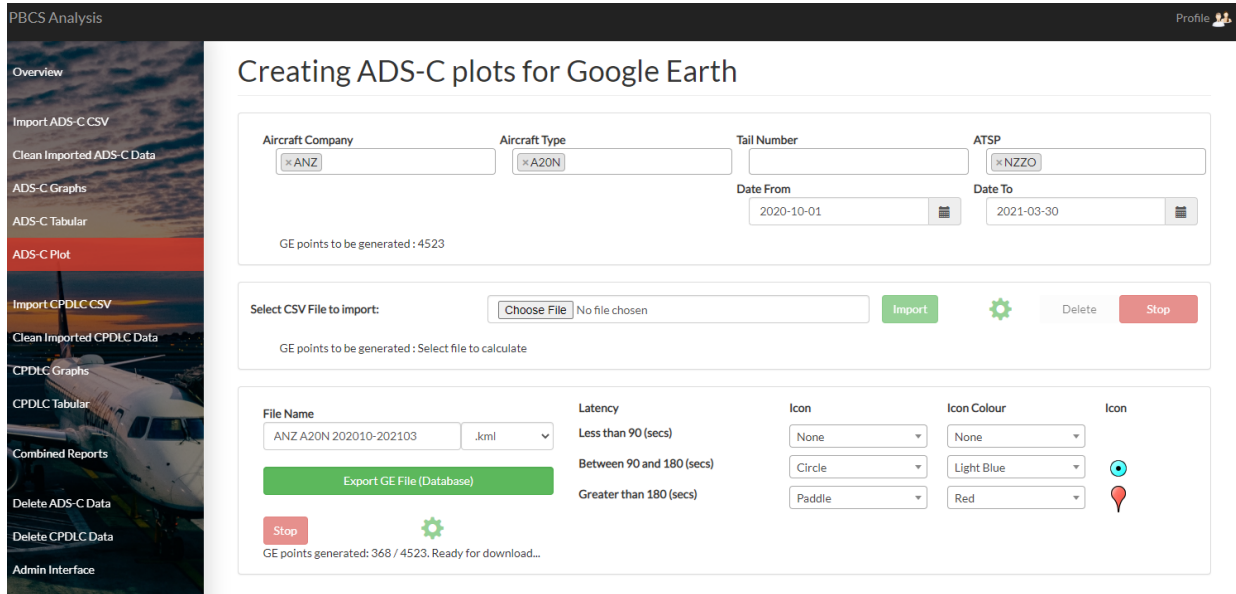 PBCS Analysis
Profile
Overview
Import ADS-C CSV
Clean Imported ADS-C Data
ADS-C Graphs
ADS-C Tabular
ADS-C Plot
Import CPDLC CSV
Clean Imported CPDLC Data
CPDLC Graphs
CPDLC Tabular
Combined Reports
Delete ADS-C Data
Delete CPDLC Data
Admin Interface
Creating ADS-C plots for Google Earth
Aircraft Company Aircraft Type Tail Number ATSP
×ANZ ×A20N ×NZZO
Date From Date To
2020-10-01 2021-03-30
GE points to be generated : 4523
Select CSV File to import: Choose File No file chosen Import Delete Stop
GE points to be generated : Select file to calculate
File Name
ANZ A20N 202010-202103 .kml
Export GE File (Database)
Stop
GE points generated: 368 / 4523. Ready for download...
Latency Icon Icon Colour Icon
Less than 90 (secs) None None
Between 90 and 180 (secs) Circle Light Blue
Greater than 180 (secs) Paddle Red